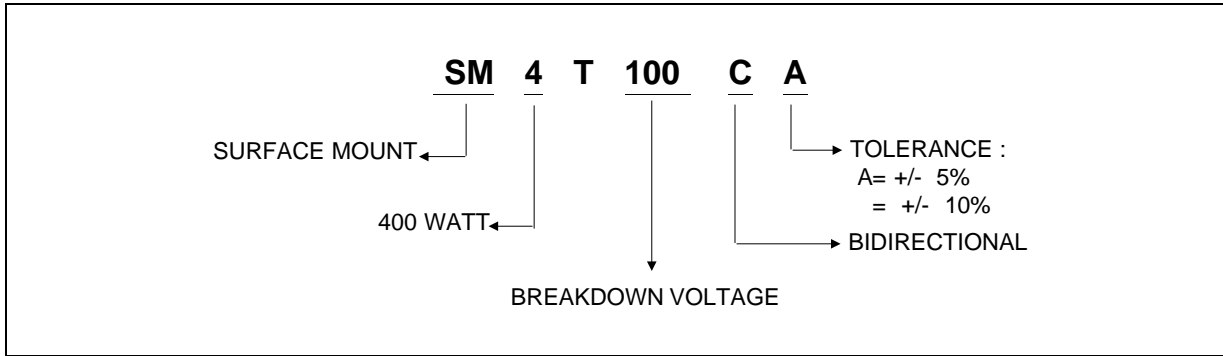 SM 4 T 100 C A
SURFACE MOUNT
TOLERANCE :
A= +/- 5%
= +/- 10%
400 WATT
BIDIRECTIONAL
BREAKDOWN VOLTAGE